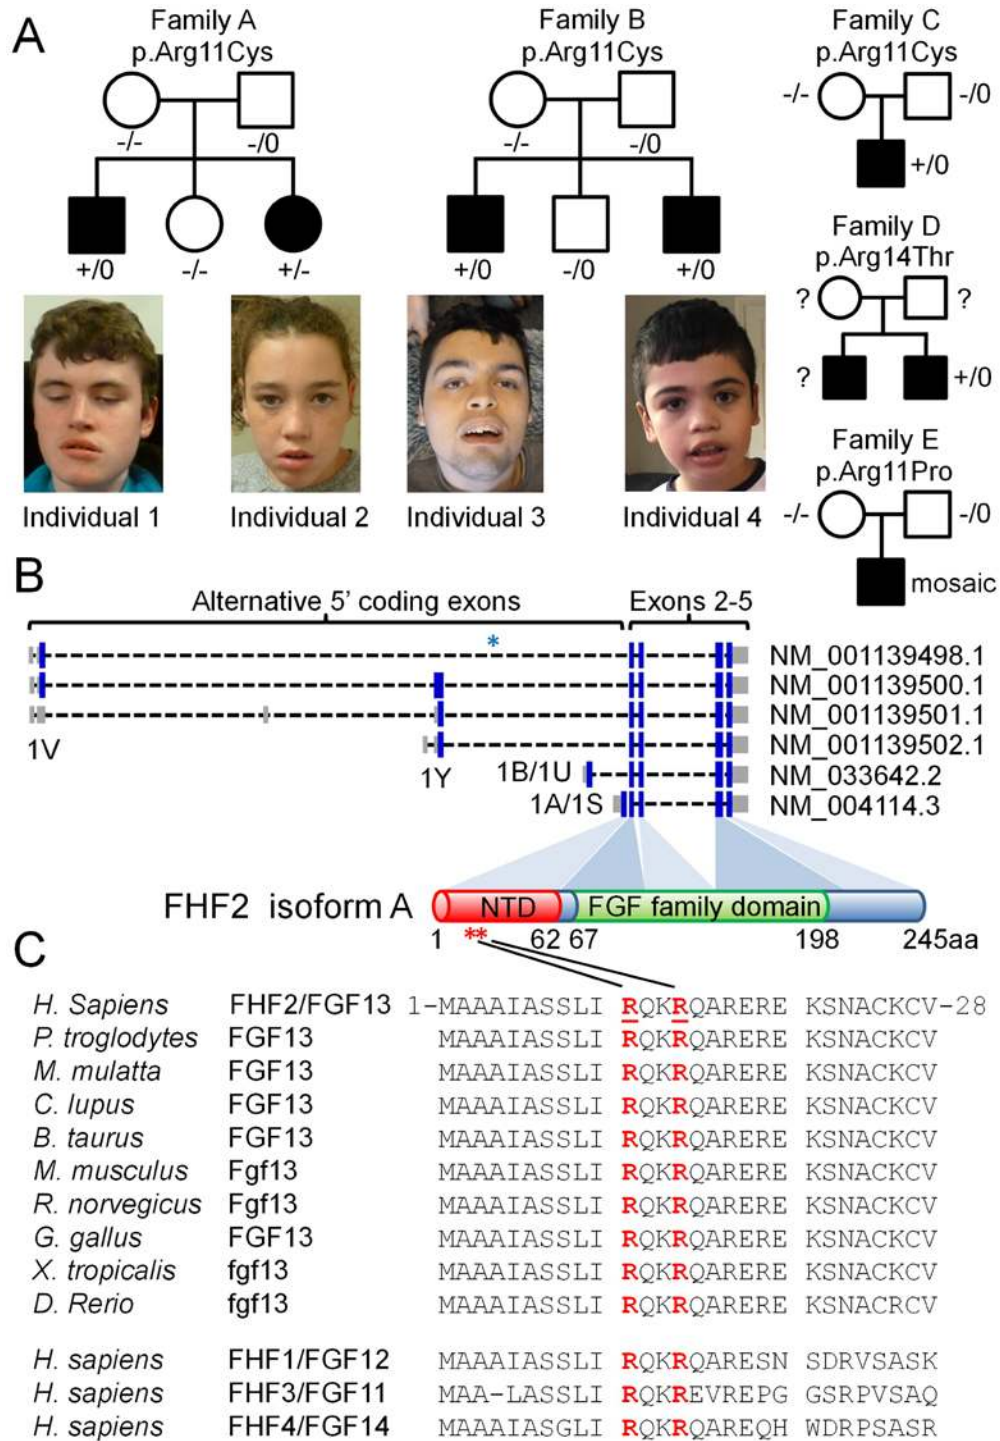 A
Family A
p.Arg11Cys
-/-
-/0
+/0
-/-
+/-
Individual 1
Individual 2
Family B
p.Arg11Cys
-/-
-/0
+/0
-/0
+/0
Individual 3
Individual 4
Family C
p.Arg11Cys
-/-
-/0
+/0
Family D
p.Arg14Thr
?
?
?
+/0
Family E
p.Arg11Pro
-/-
-/0
mosaic
B
Alternative 5' coding exons
Exons 2-5
*
NM_001139498.1
NM_001139500.1
NM_001139501.1
1V
NM_001139502.1
1Y
1B/1U
NM_033642.2
1A/1S
NM_004114.3
FHF2 isoform A
NTD
FGF family domain
1 ** 62 67 198 245aa
C
H. Sapiens FHF2/FGF13 1-MAAAIASSLI RQKRQARERE KSNACKCV-28
P. troglodytes FGF13 MAAAIASSLI RQKRQARERE KSNACKCV
M. mulatta FGF13 MAAAIASSLI RQKRQARERE KSNACKCV
C. lupus FGF13 MAAAIASSLI RQKRQARERE KSNACKCV
B. taurus FGF13 MAAAIASSLI RQKRQARERE KSNACKCV
M. musculus Fgf13 MAAAIASSLI RQKRQARERE KSNACKCV
R. norvegicus Fgf13 MAAAIASSLI RQKRQARERE KSNACKCV
G. gallus FGF13 MAAAIASSLI RQKRQARERE KSNACKCV
X. tropicalis fgf13 MAAAIASSLI RQKRQARERE KSNACKCV
D. Rerio fgf13 MAAAIASSLI RQKRQARERE KSNACRCV
H. sapiens FHF1/FGF12 MAAAIASSLI RQKRQARESN SDRVSASK
H. sapiens FHF3/FGF11 MAA-LASSLI RQKREVREPG GSRPVSAQ
H. sapiens FHF4/FGF14 MAAAIASGLI RQKRQAREQH WDRPSASR